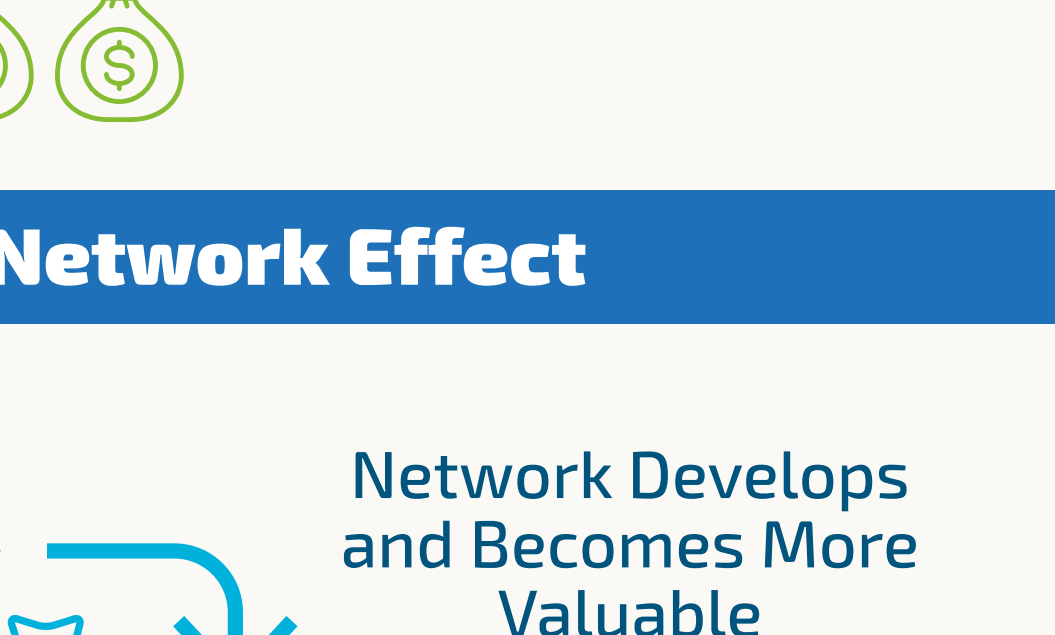 $
Network Effect
Network Develops
and Becomes More
Valuable